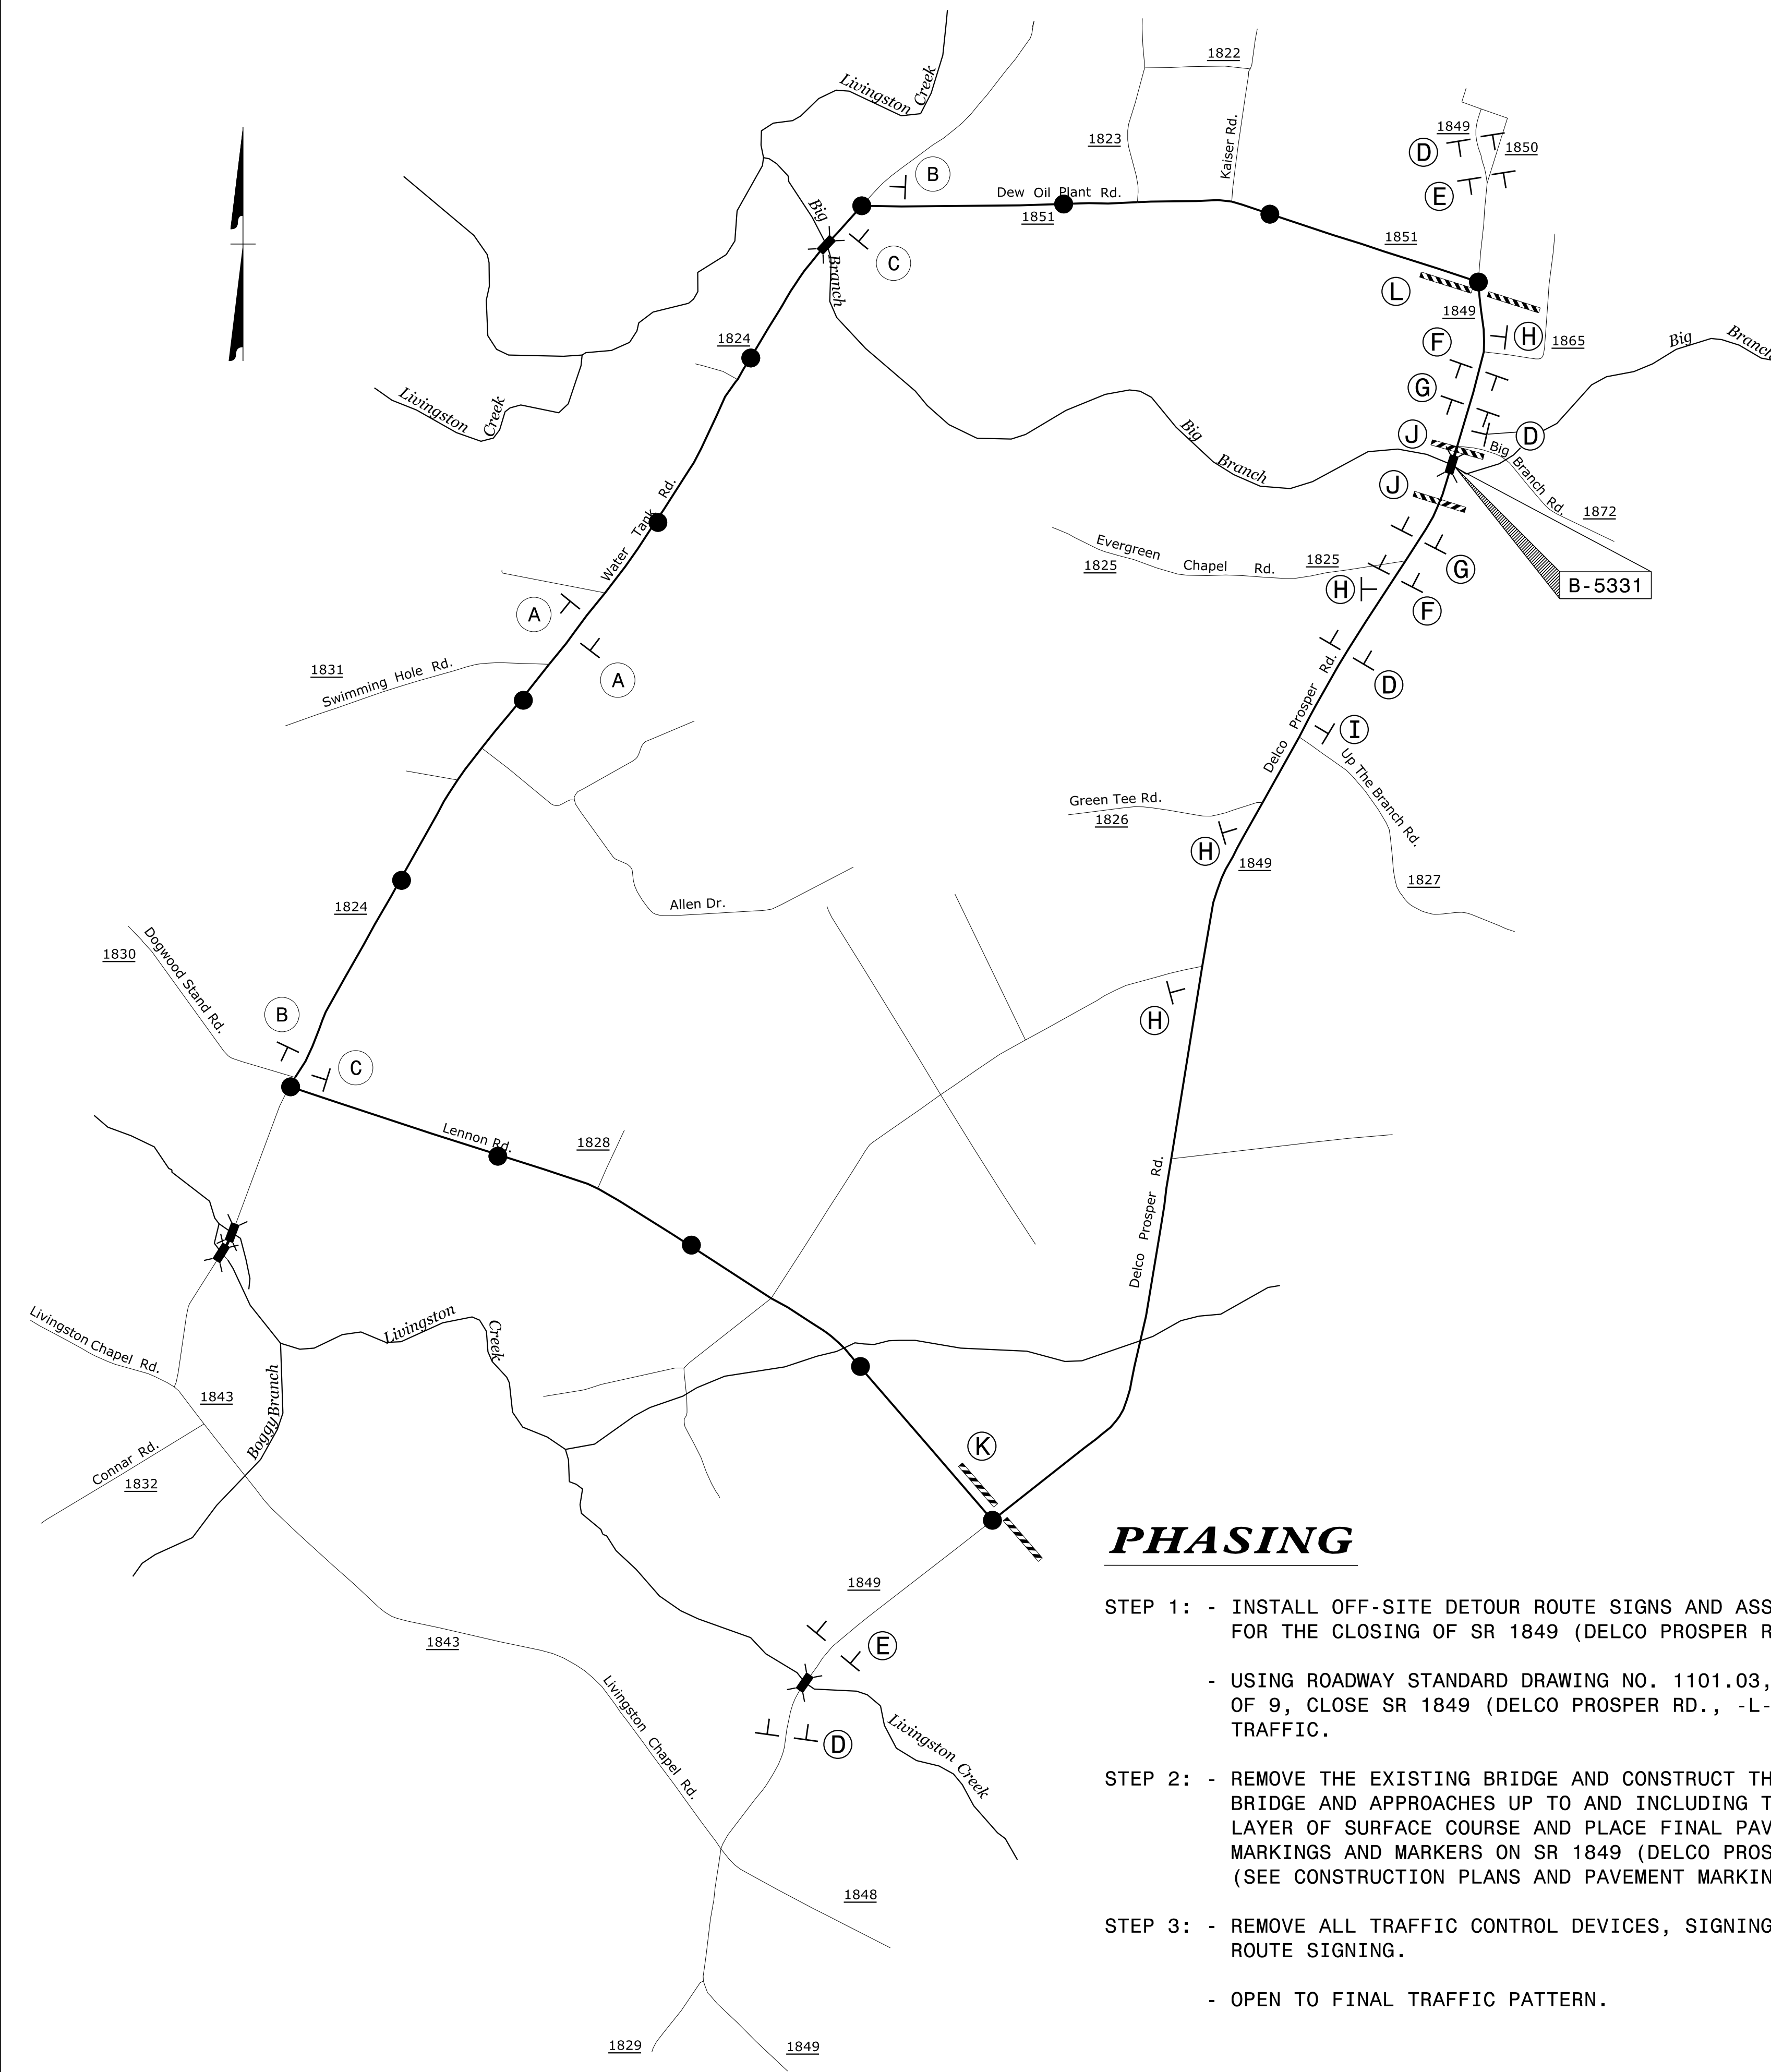 Livingston Creek
1822
1823
Kaiser Rd.
1849
D
1850
E
B
Dew Oil Plant Rd.
1851
1851
Big Branch
C
L
1849
H
1865
F
G
J
D
Big Branch
Big Branch Rd.
1872
1824
Livingston Creek
Big Branch
J
Water Tank Rd.
Evergreen Chapel Rd.
1825
1825
G
H
F
B-5331
A
A
1831
Swimming Hole Rd.
D
Delco Prosper Rd.
I
Up The Branch Rd.
Green Tee Rd.
1826
H
1849
1827
Allen Dr.
1824
1830
Dogwood Stand Rd.
B
C
H
Lennon Rd.
1828
Delco Prosper Rd.
Livingston Creek
Livingston Chapel Rd.
1843
Boggy Branch
Connar Rd.
1832
K
1849
1843
E
Livingston Chapel Rd.
D
Livingston Creek
1848
1829
1849
PHASING
STEP 1: - INSTALL OFF-SITE DETOUR ROUTE SIGNS AND ASS
FOR THE CLOSING OF SR 1849 (DELCO PROSPER R
- USING ROADWAY STANDARD DRAWING NO. 1101.03,
OF 9, CLOSE SR 1849 (DELCO PROSPER RD., -L-
TRAFFIC.
STEP 2: - REMOVE THE EXISTING BRIDGE AND CONSTRUCT TH
BRIDGE AND APPROACHES UP TO AND INCLUDING T
LAYER OF SURFACE COURSE AND PLACE FINAL PAV
MARKINGS AND MARKERS ON SR 1849 (DELCO PROS
(SEE CONSTRUCTION PLANS AND PAVEMENT MARKIN
STEP 3: - REMOVE ALL TRAFFIC CONTROL DEVICES, SIGNING
ROUTE SIGNING.
- OPEN TO FINAL TRAFFIC PATTERN.